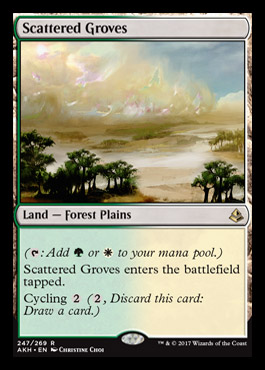 Scattered Groves
Land — Forest Plains
(: Add or to your mana pool.)
Scattered Groves enters the battlefield
tapped.
Cycling 2 (2, Discard this card:
Draw a card.)
247/269 R
AKH • EN CHRISTINE CHOI
™ & © 2017 Wizards of the Coast